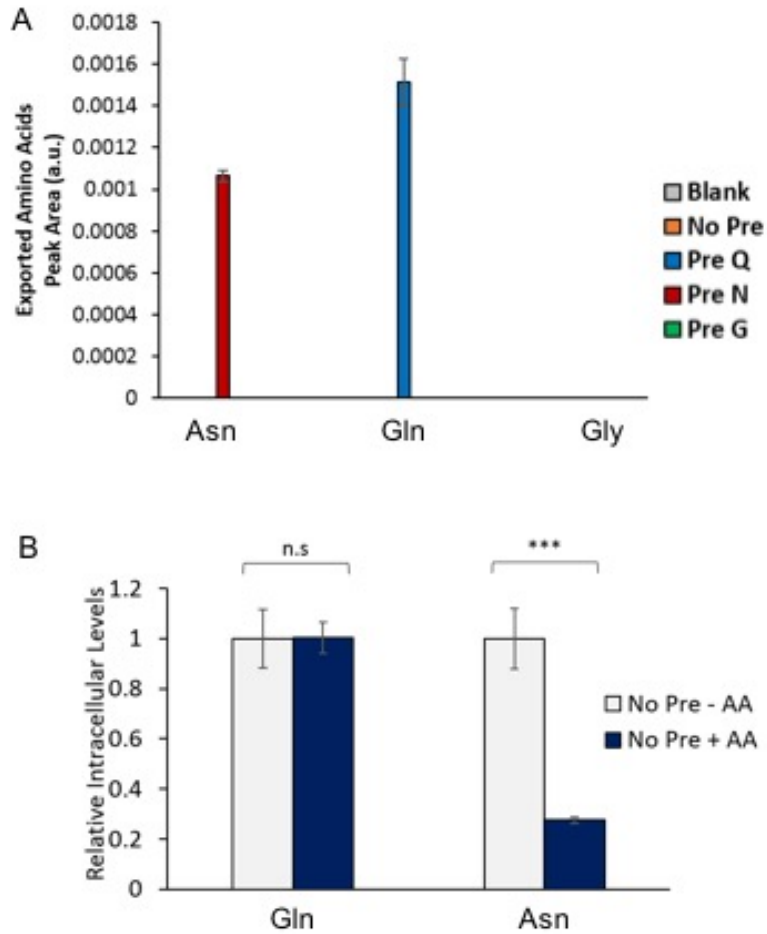 A
Exported Amino Acids
Peak Area (a.u.)
0.0018
0.0016
0.0014
0.0012
0.001
0.0008
0.0006
0.0004
0.0002
0
Asn Gln Gly
Blank
No Pre
Pre Q
Pre N
Pre G
B
n.s ***
Relative Intracellular Levels
1.2
1
0.8
0.6
0.4
0.2
0
Gln Asn
No Pre - AA
No Pre + AA